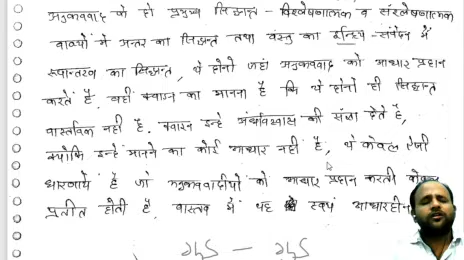 अनुभववाद के दो प्रमुख सिद्धान्त - विश्लेषणात्मक व संश्लेषणात्मक
वाक्यों में अन्तर का सिद्धान्त तथा वस्तु का इन्द्रिय-संवेदन में
रूपान्तरण का सिद्धान्त, ये दोनों जहां अनुभववाद को आधार प्रदान
करते हैं. वहीं क्वाइन का मानना है कि ये दोनों ही सिद्धान्त
वास्तविक नहीं है. क्वाइन इन्हे अंधविश्वास की संज्ञा देते है,
क्योंकि इन्हे मानने का कोई आधार नहीं है, ये केवल ऐसी
धारणाये है जो अनुभववादीयों को आधार प्रदान करती
प्रतीत होती है. वास्तव में यह स्वयं आधारहीन